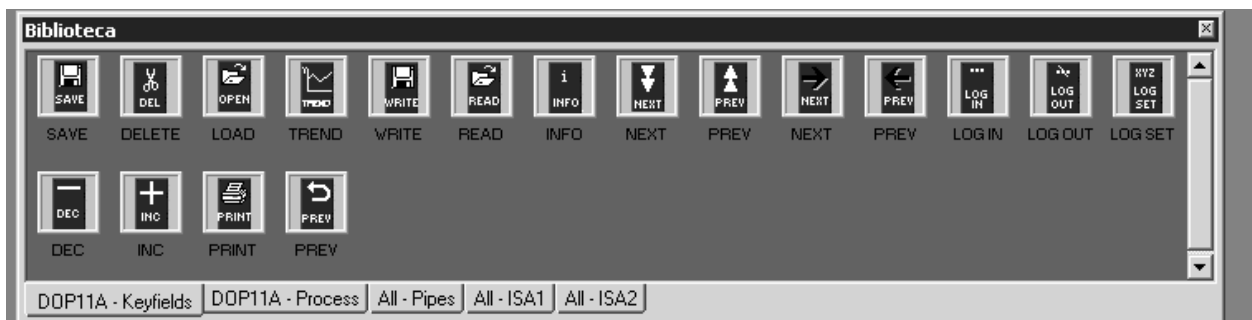 Biblioteca
SAVE DEL OPEN TREND WRITE READ i INFO NEXT PREV NEXT PREV *** LOG IN LOG OUT XYZ LOG SET
SAVE DELETE LOAD TREND WRITE READ INFO NEXT PREV NEXT PREV LOG IN LOG OUT LOG SET
DEC INC PRINT PREV
DEC INC PRINT PREV
DOP11A - Keyfields DOP11A - Process All - Pipes All - ISA1 All - ISA2